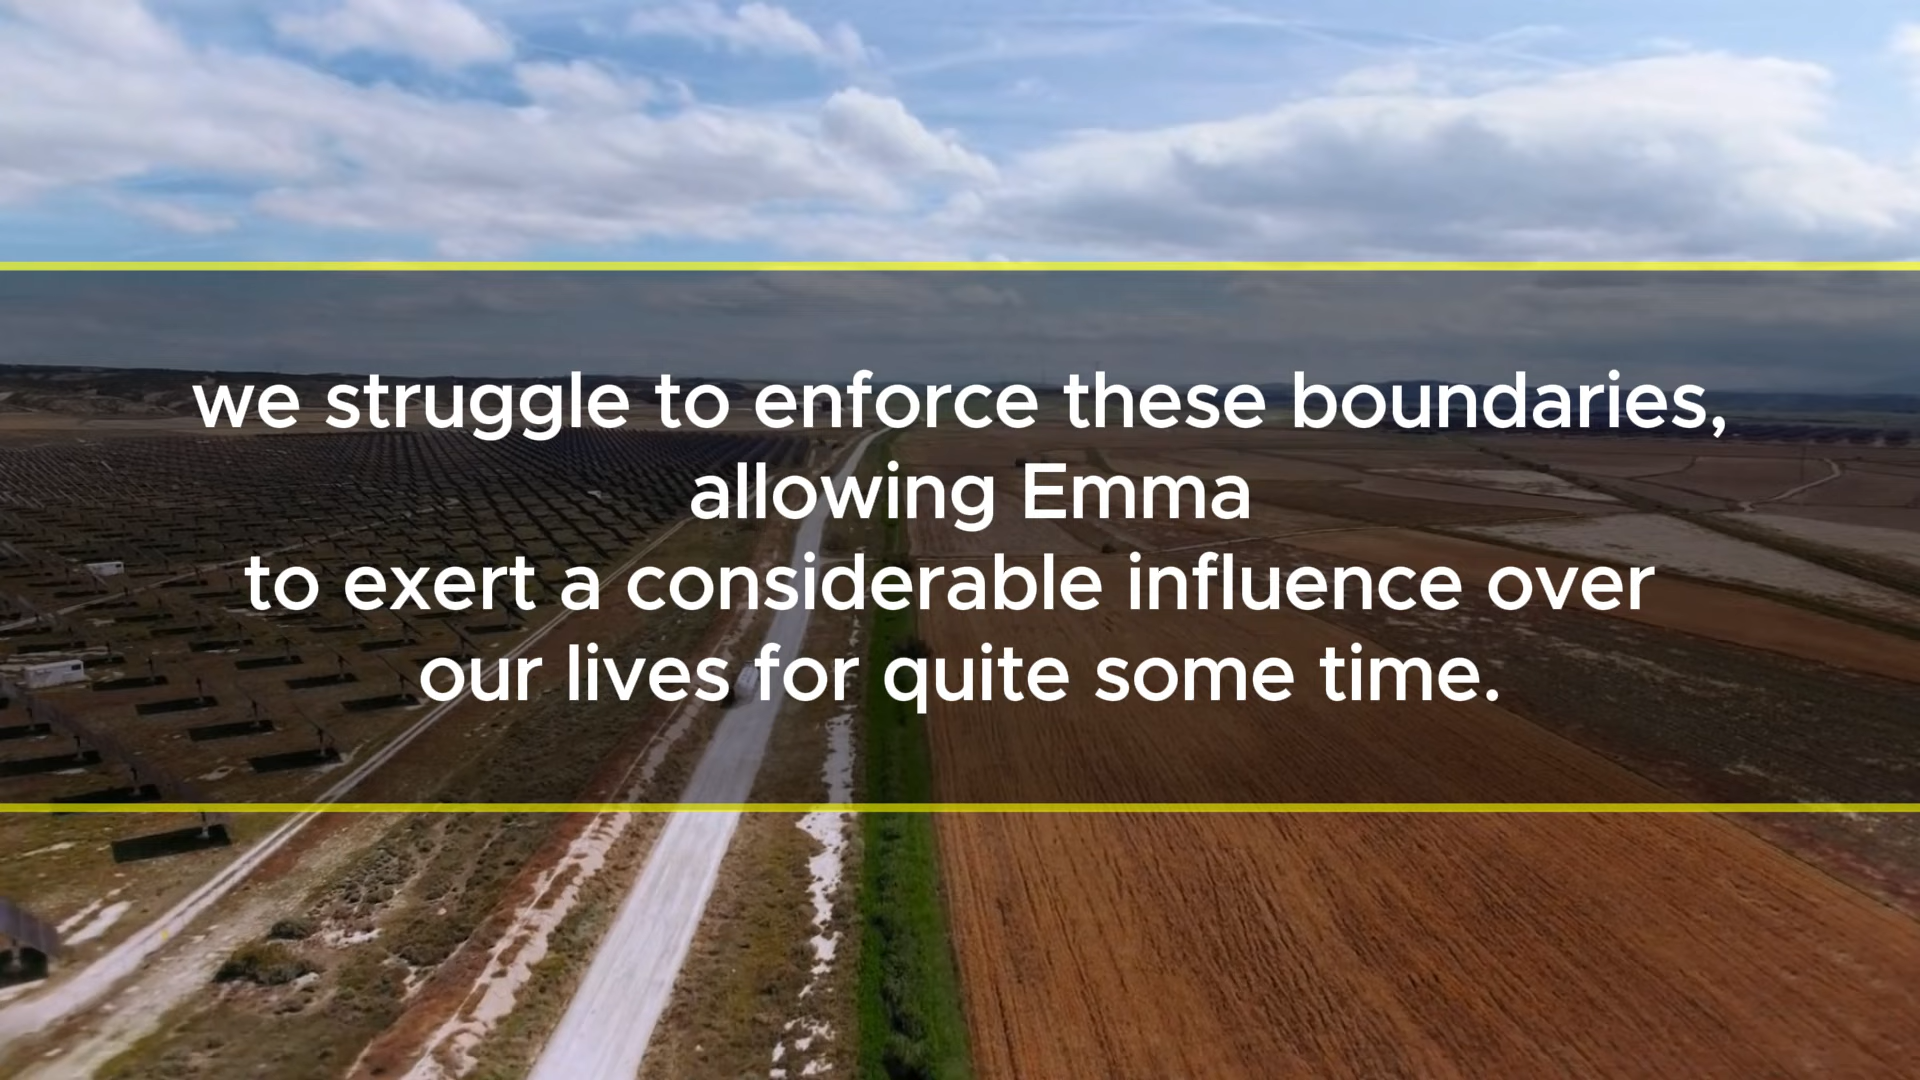 we struggle to enforce these boundaries,
allowing Emma
to exert a considerable influence over
our lives for quite some time.